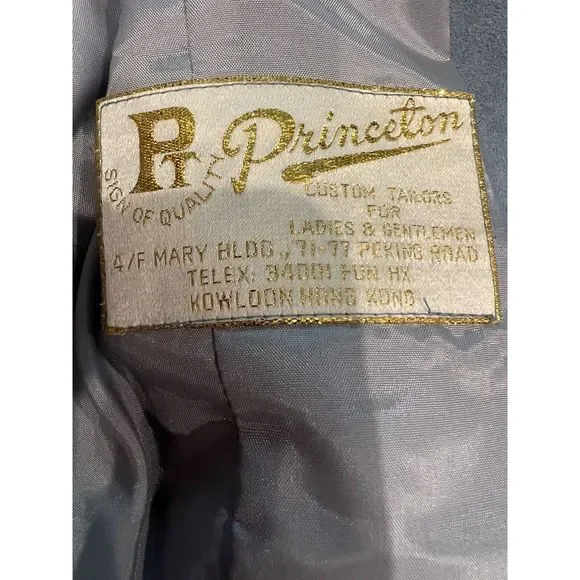 PT Princeton
SIGN OF QUALITY
CUSTOM TAILORS
FOR
LADIES & GENTLEMEN
4/F MARY BLDG., 71-77 PEKING ROAD
TELEX: 34001 FUN HX
KOWLOON HONG KONG